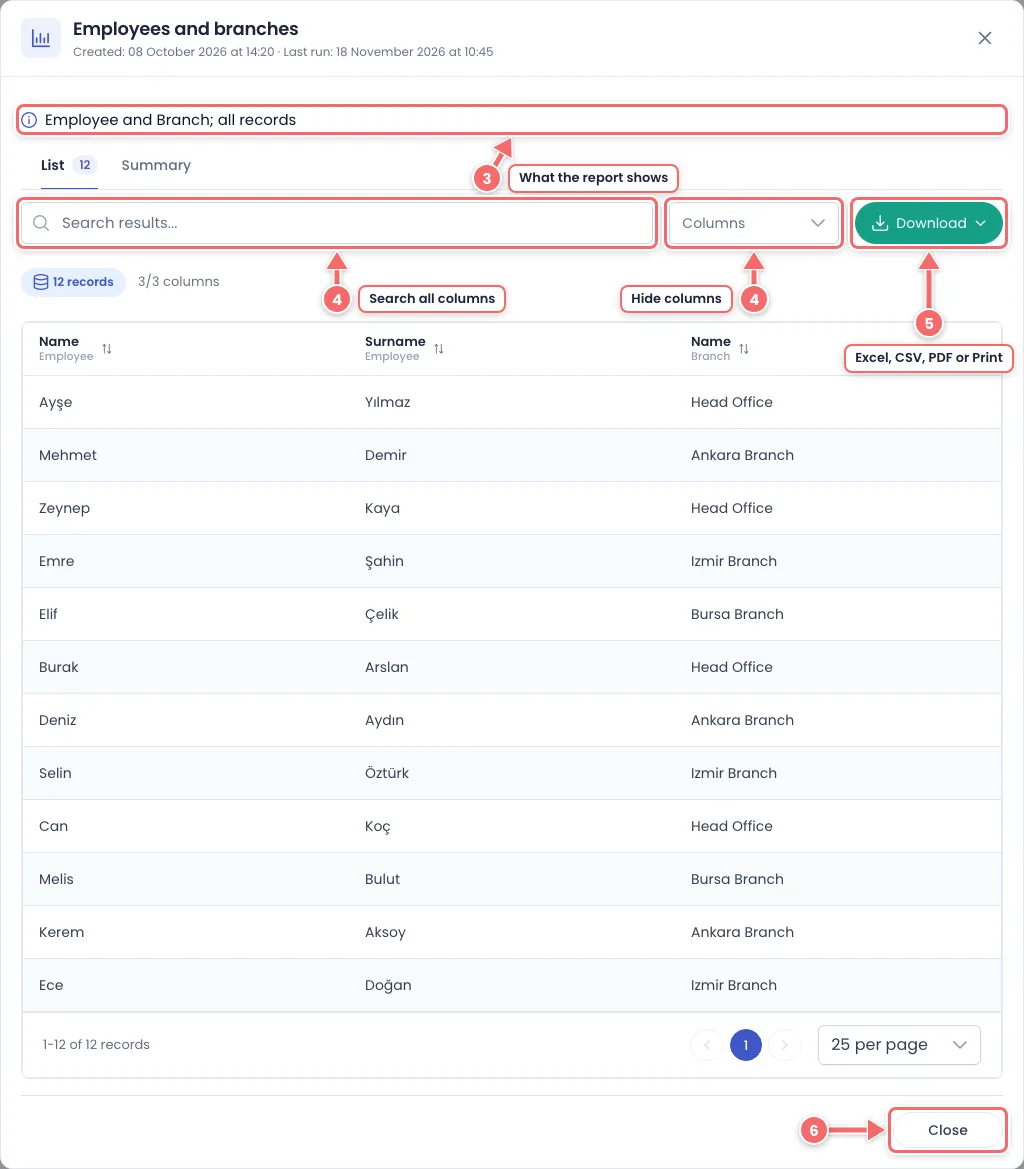 Employees and branches
Created: 08 October 2026 at 14:20 · Last run: 18 November 2026 at 10:45
Employee and Branch; all records
List 12 Summary
3 What the report shows
Search results... Columns Download
12 records 3/3 columns
4 Search all columns Hide columns 4
5
Excel, CSV, PDF or Print
Name Surname Name
Employee Employee Branch
Ayşe Yılmaz Head Office
Mehmet Demir Ankara Branch
Zeynep Kaya Head Office
Emre Şahin Izmir Branch
Elif Çelik Bursa Branch
Burak Arslan Head Office
Deniz Aydın Ankara Branch
Selin Öztürk Izmir Branch
Can Koç Head Office
Melis Bulut Bursa Branch
Kerem Aksoy Ankara Branch
Ece Doğan Izmir Branch
1-12 of 12 records 1 25 per page
6 Close